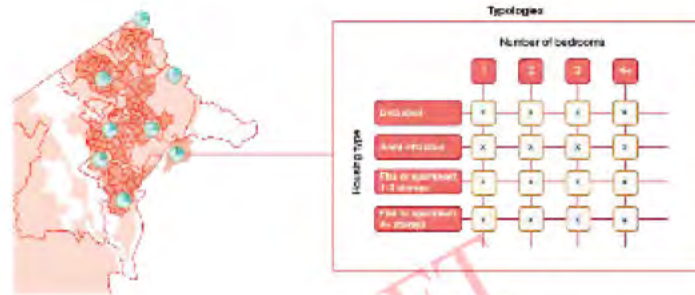 Typologies
Number of bedrooms
1
2
3
4+
Housing type
Detached
x x x x
Semi detached
x x x x
Flat or apartment
1-3 storeys
x x x x
Flat or apartment
4+ storeys
x x x x